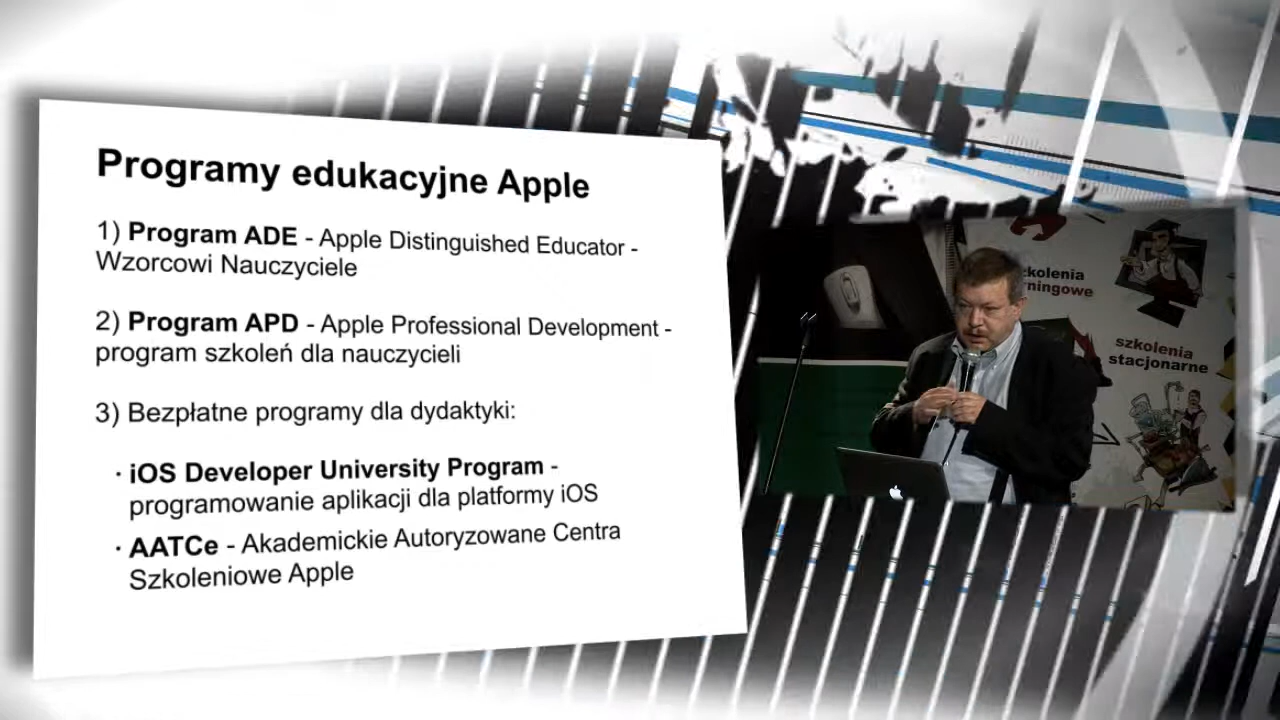 Programy edukacyjne Apple
1) Program ADE - Apple Distinguished Educator -
Wzorcowi Nauczyciele
2) Program APD - Apple Professional Development -
program szkoleń dla nauczycieli
3) Bezpłatne programy dla dydaktyki:
· iOS Developer University Program -
programowanie aplikacji dla platformy iOS
· AATCe - Akademickie Autoryzowane Centra
Szkoleniowe Apple
szkolenia
stacjonarne